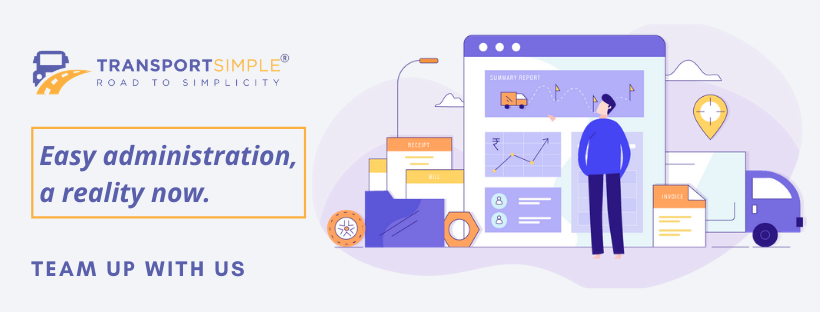 TRANSPORTSIMPLE®
ROAD TO SIMPLICITY
Easy administration,
a reality now.
TEAM UP WITH US
SUMMARY REPORT
₹
RECEIPT
BILL
INVOICE